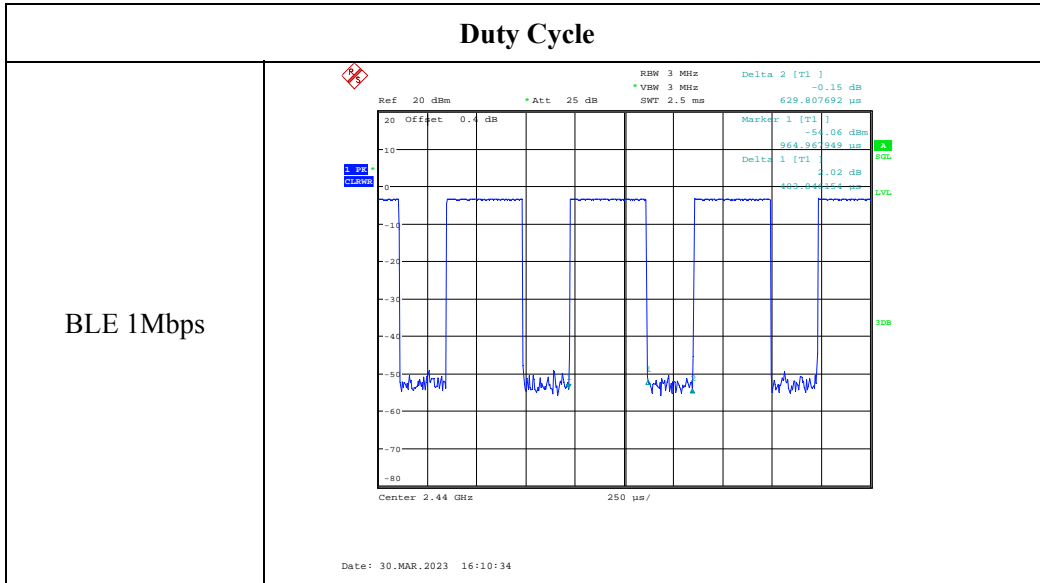 Duty Cycle
BLE 1Mbps
R S
RBW 3 MHz
Delta 2 [T1 ]
* VBW 3 MHz
-0.15 dB
Ref 20 dBm
* Att 25 dB
SWT 2.5 ms
629.807692 µs
20 Offset 0.4 dB
Marker 1 [T1 ]
-54.06 dBm
964.967949 µs
A
SGL
10
Delta 1 [T1 ]
2.02 dB
1 PK *
CLRWR
0
403.846154 µs
LVL
-10
-20
-30
3DB
-40
-50
1
-60
-70
-80
Center 2.44 GHz
250 µs/
Date: 30.MAR.2023 16:10:34